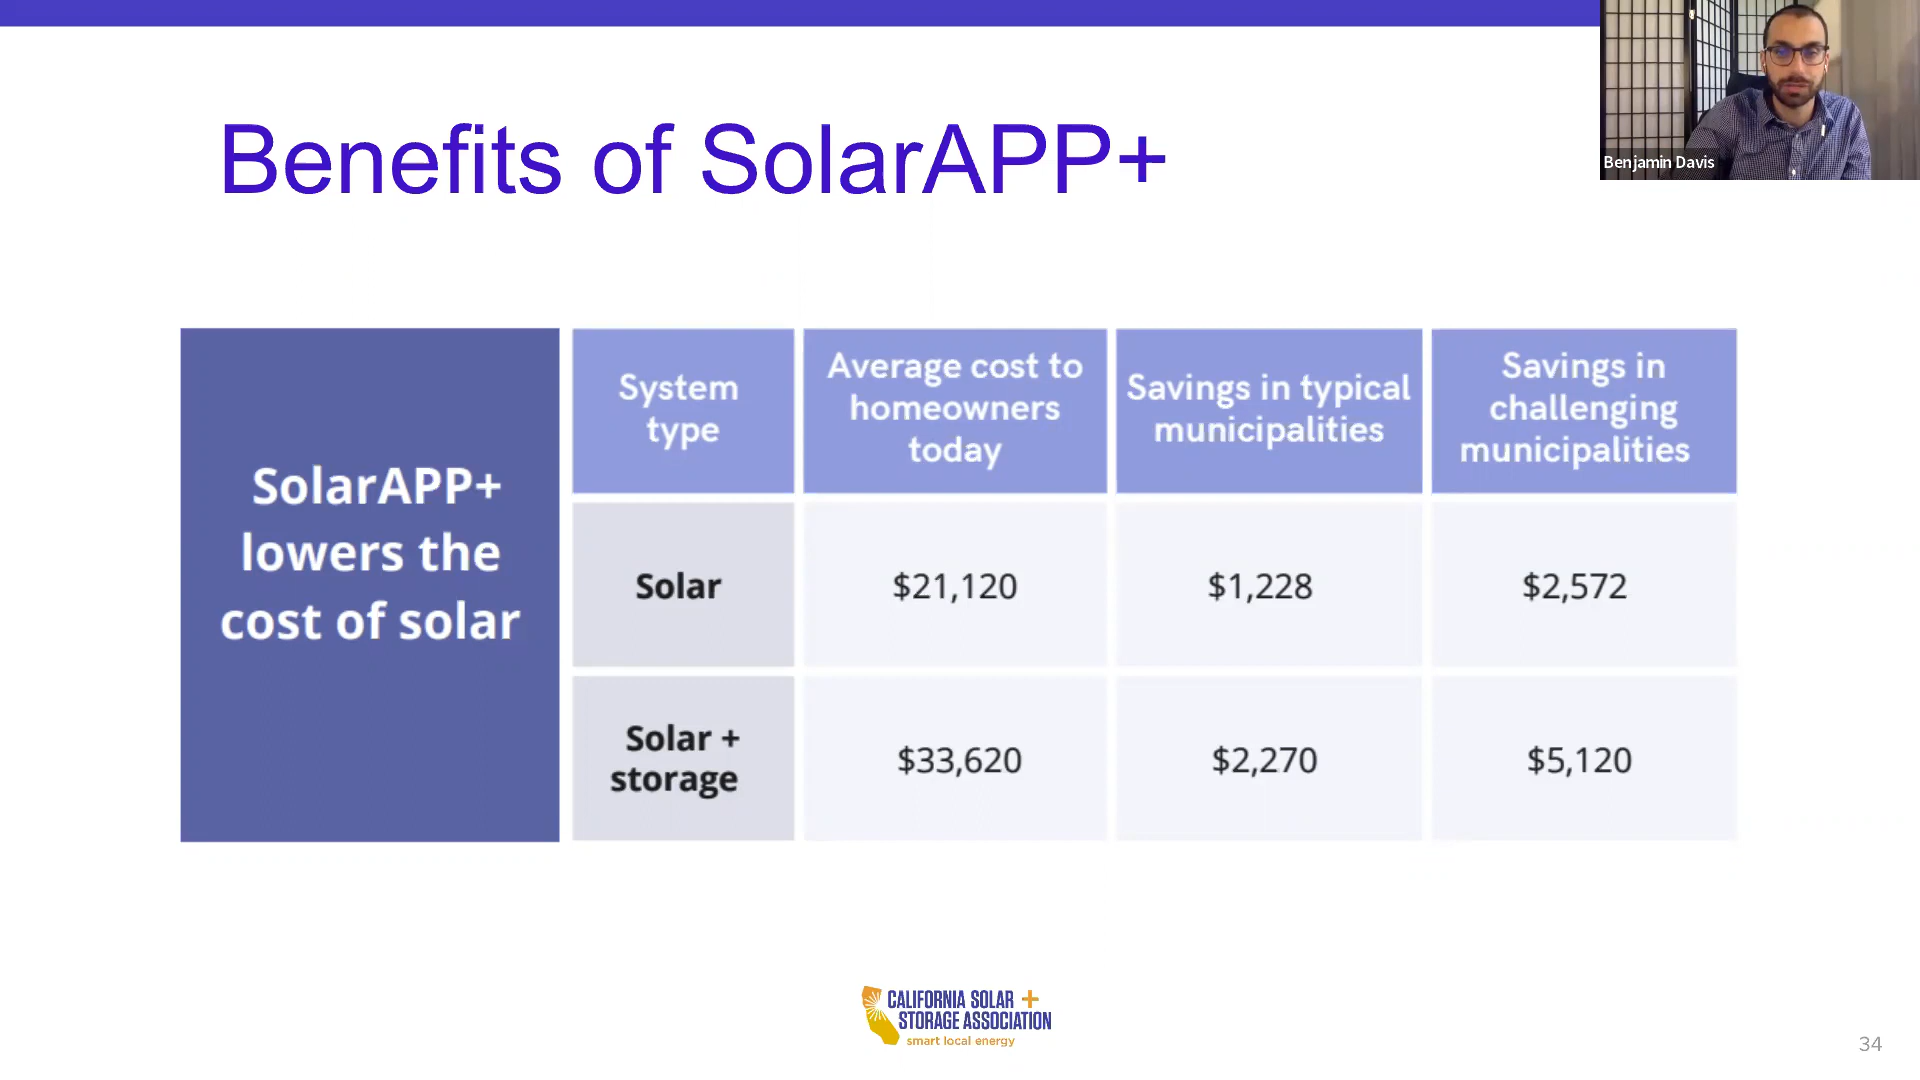 Benjamin Davis
Benefits of SolarAPP+
SolarAPP+
lowers the
cost of solar
System
type
Average cost to
homeowners
today
Savings in typical
municipalities
Savings in
challenging
municipalities
Solar
$21,120
$1,228
$2,572
Solar +
storage
$33,620
$2,270
$5,120
CALIFORNIA SOLAR +
STORAGE ASSOCIATION
smart local energy
34